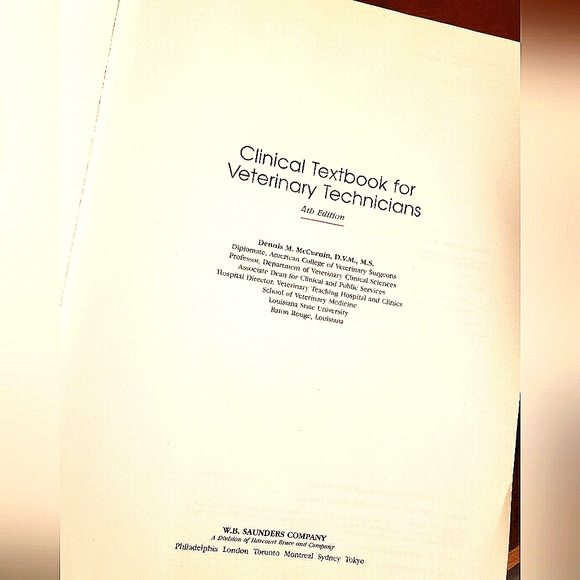 Clinical Textbook for
Veterinary Technicians
4th Edition
Dennis M. McCurnin, D.V.M., M.S.
Diplomate, American College of Veterinary Surgeons
Professor, Department of Veterinary Clinical Sciences
Associate Dean for Clinical and Public Services
Hospital Director, Veterinary Teaching Hospital and Clinics
School of Veterinary Medicine
Louisiana State University
Baton Rouge, Louisiana
W.B. SAUNDERS COMPANY
A Division of Harcourt Brace and Company
Philadelphia London Toronto Montreal Sydney Tokyo